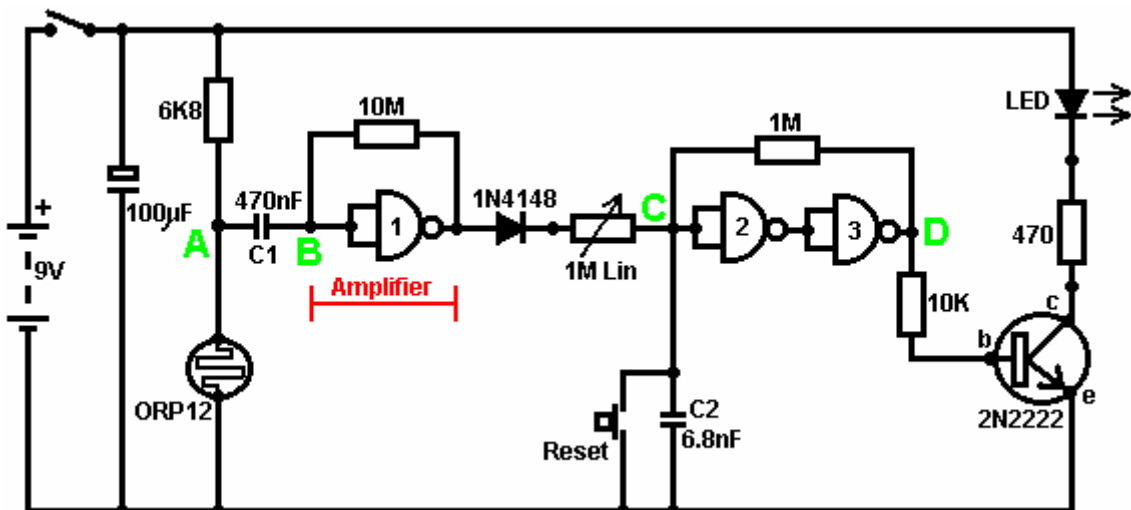 6K8
10M
470nF
C1
1N4148
C
1M
LED
A
B
1
1M Lin
2
3
D
470
+
9V
100µF
Amplifier
10K
c
b
e
ORP12
Reset
C2
6.8nF
2N2222